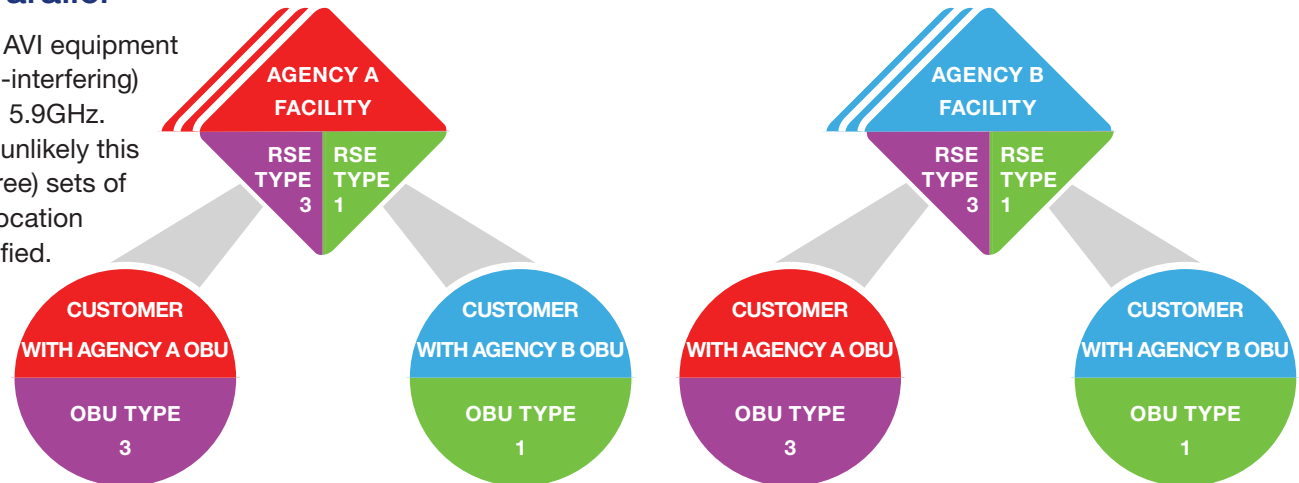 AVI equipment
-interfering)
5.9GHz.
unlikely this
ree) sets of
ocation
fied.
AGENCY A
FACILITY
RSE
TYPE
3
RSE
TYPE
1
CUSTOMER
WITH AGENCY A OBU
OBU TYPE
3
CUSTOMER
WITH AGENCY B OBU
OBU TYPE
1
AGENCY B
FACILITY
RSE
TYPE
3
RSE
TYPE
1
CUSTOMER
WITH AGENCY A OBU
OBU TYPE
3
CUSTOMER
WITH AGENCY B OBU
OBU TYPE
1